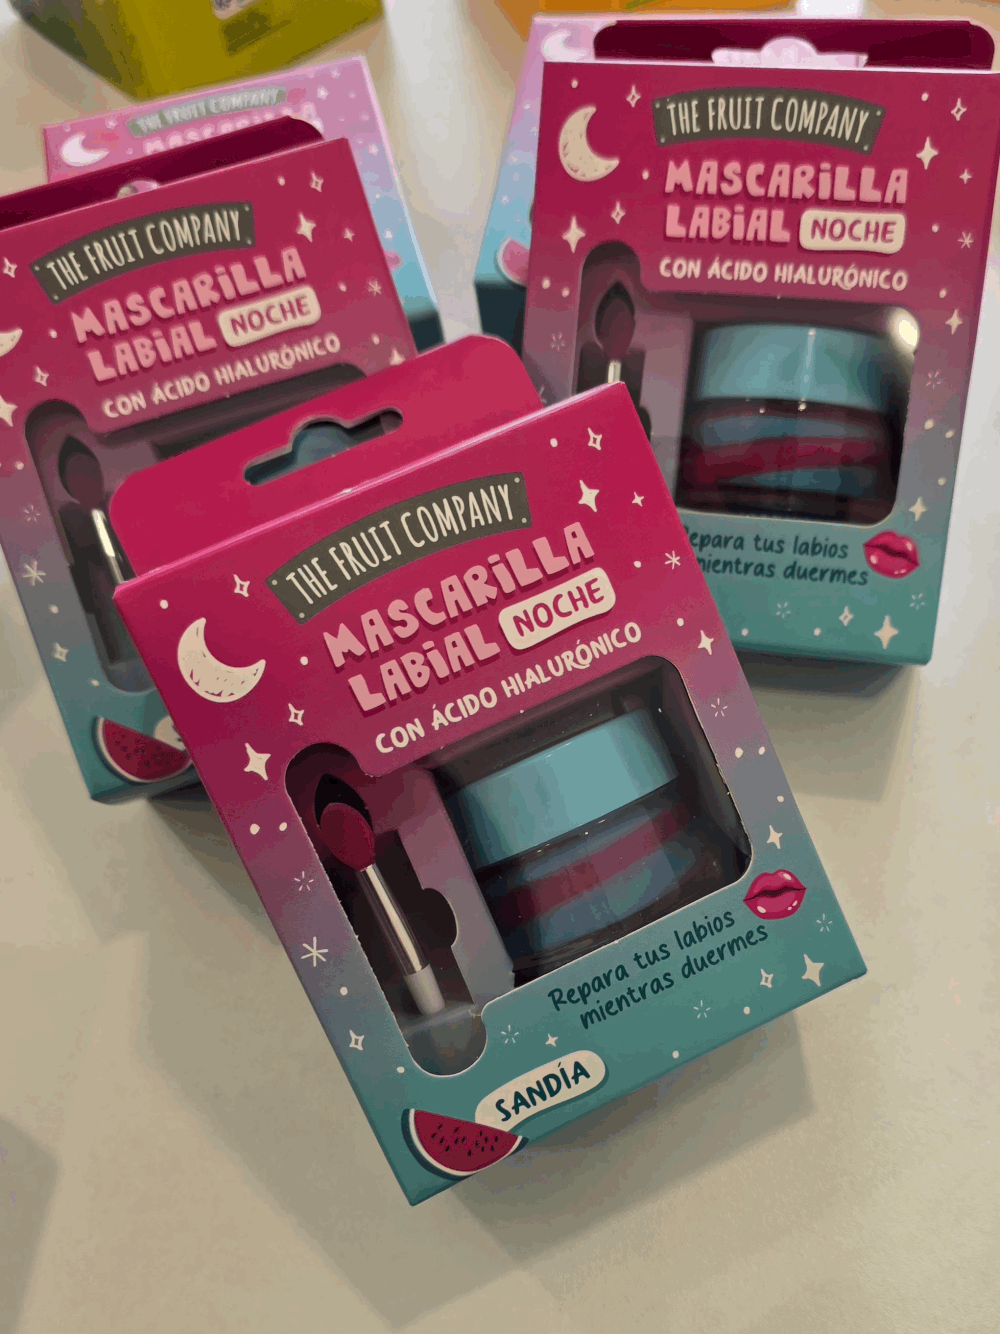 THE FRUIT COMPANY
THE FRUIT COMPANY
MASCARiLLA
LABiAL NOCHE
CON ÁCIDO HIALURÓNICO
THE FRUIT COMPANY
MASCARiLLA
LABiAL NOCHE
CON ÁCIDO HIALURÓNICO
epara tus labios
mientras duermes
THE FRUIT COMPANY
MASCARiLLA
LABiAL NOCHE
CON ÁCIDO HIALURÓNICO
Repara tus labios
mientras duermes
SANDÍA